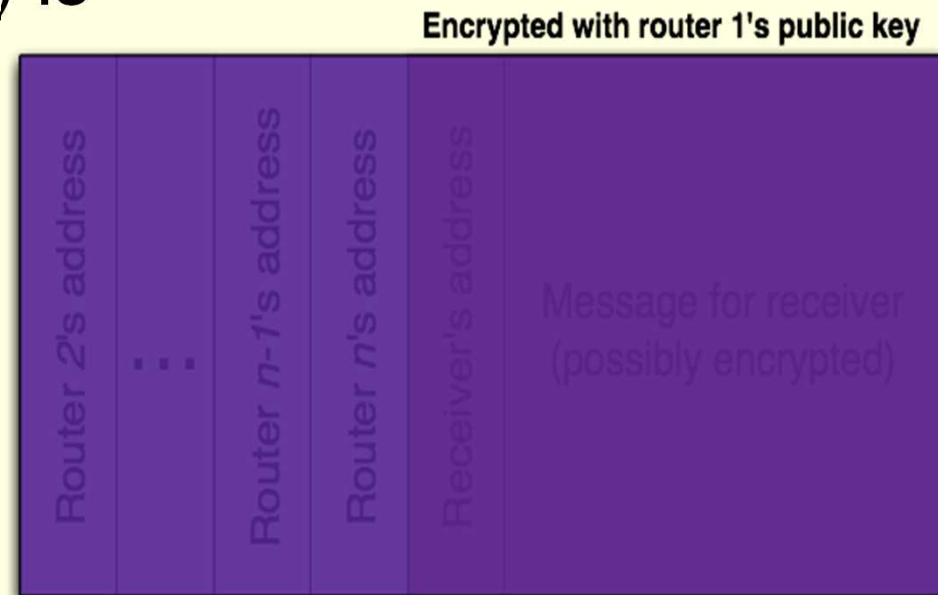 Encrypted with router 1's public key
Router 2's address
...
Router n-1's address
Router n's address
Receiver's address
Message for receiver
(possibly encrypted)